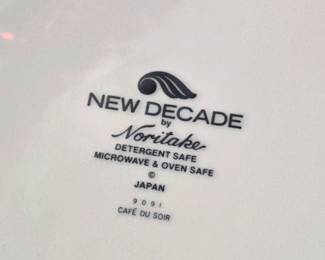 NEW DECADE
by
Noritake
DETERGENT SAFE
MICROWAVE & OVEN SAFE
©
JAPAN
9091
CAFÉ DU SOIR